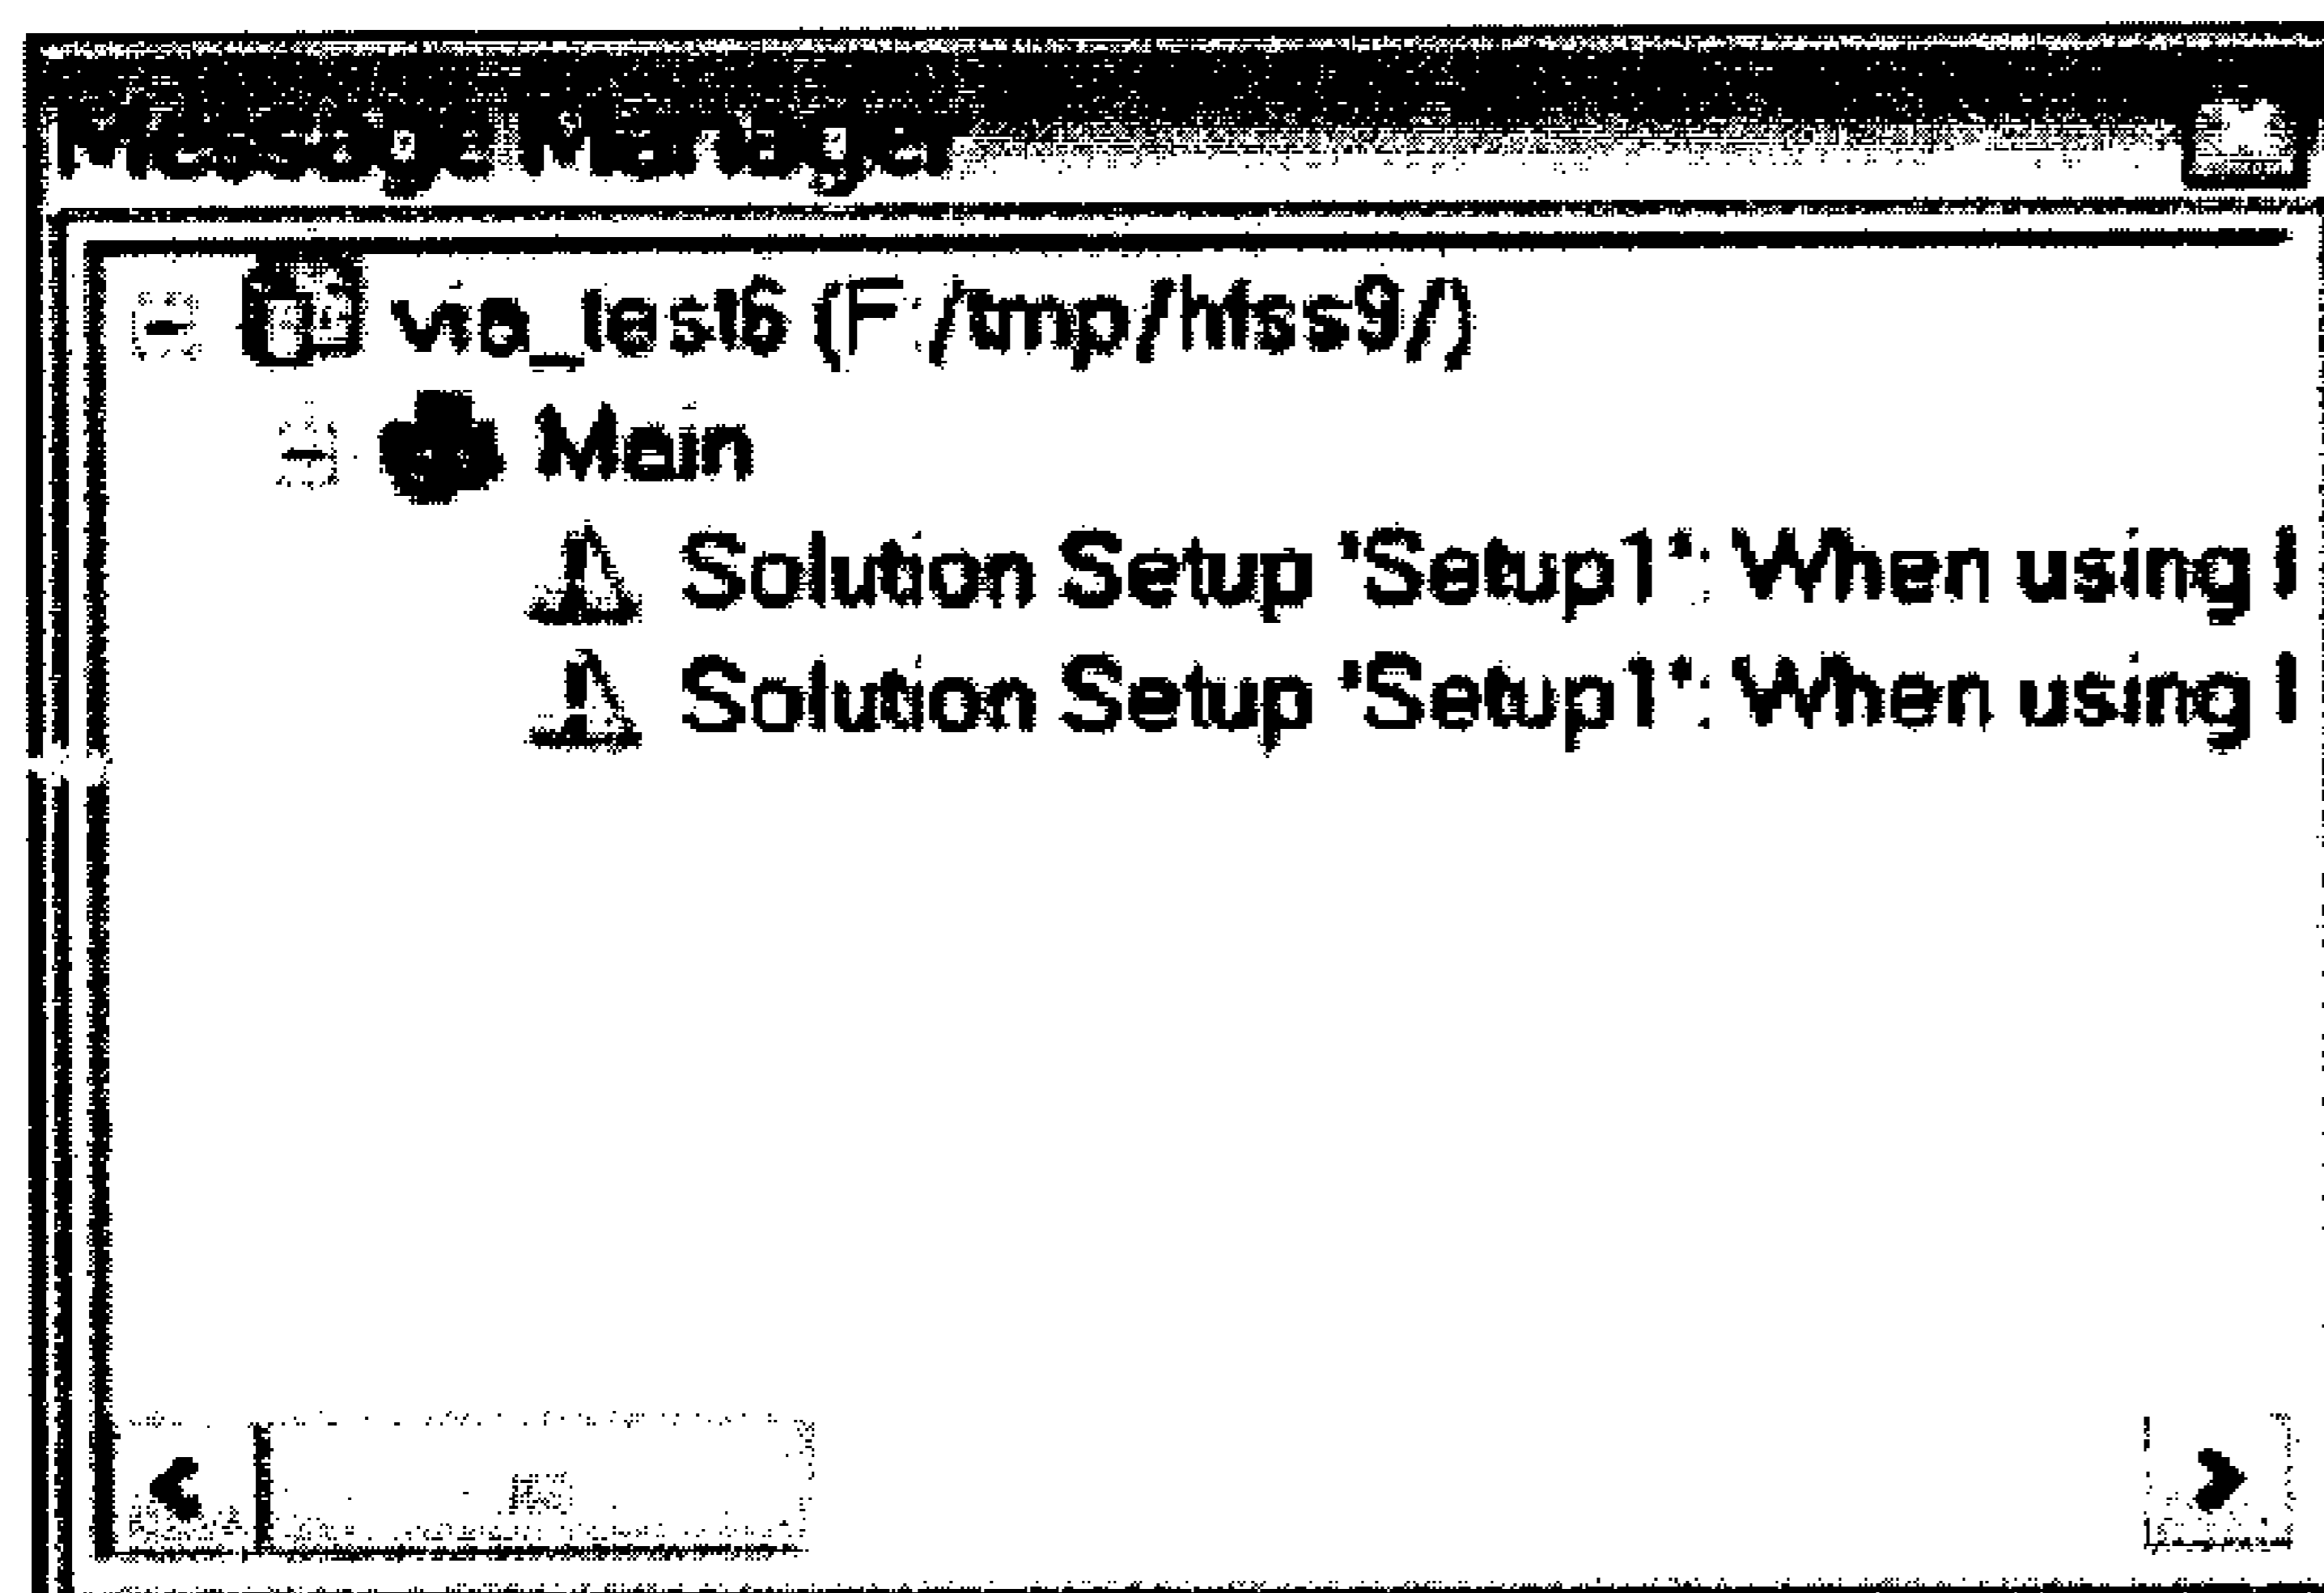 Message Manager
via_test6 (F:/tmp/hfss9/)
Main
Solution Setup 'Setup1': When using
Solution Setup 'Setup1': When using